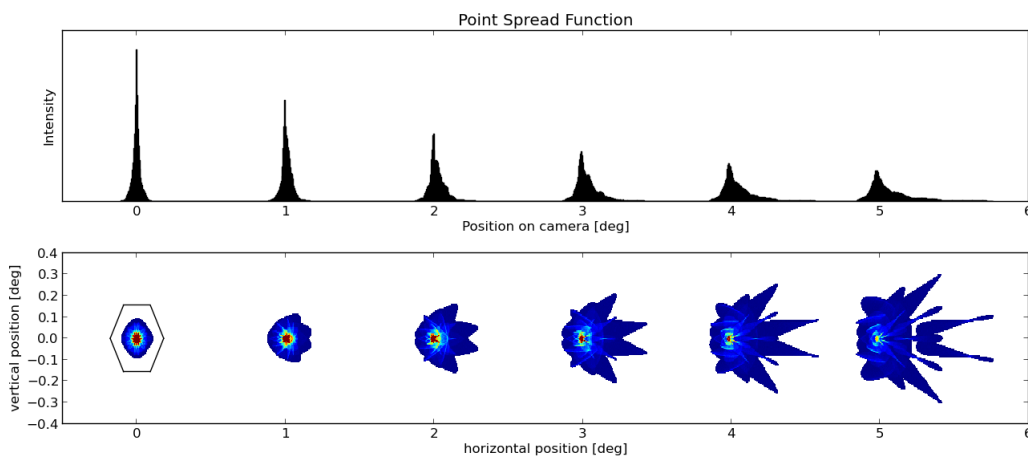 Point Spread Function
Intensity
0 1 2 3 4 5 6
Position on camera [deg]
0.4
0.3
0.2
0.1
0.0
−0.1
−0.2
−0.3
−0.4
vertical position [deg]
0 1 2 3 4 5 6
horizontal position [deg]